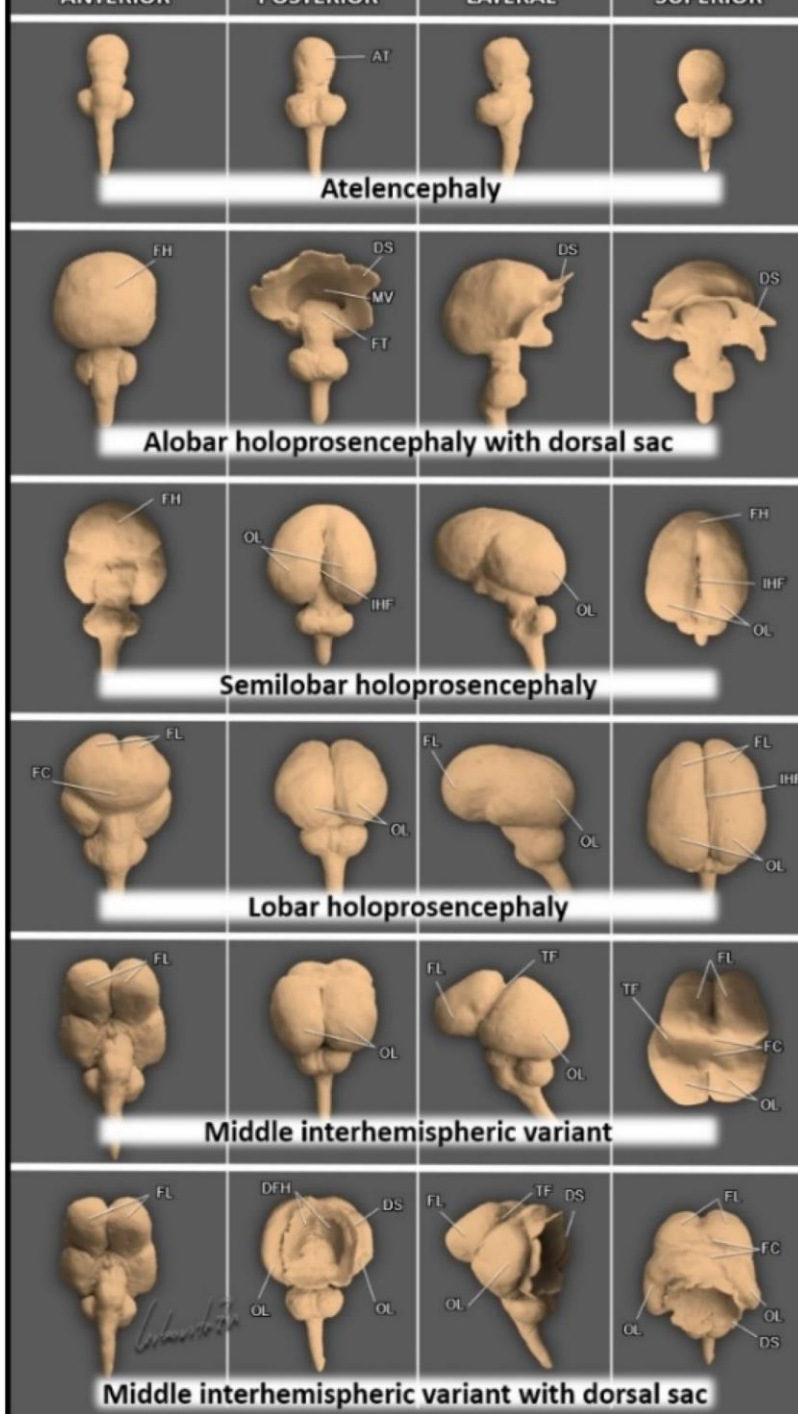 ANTERIOR POSTERIOR LATERAL SUPERIOR
AT
Atelencephaly
FH DS MV FT DS DS
Alobar holoprosencephaly with dorsal sac
FH OL IHF OL FH IHF OL
Semilobar holoprosencephaly
FL FC OL FL OL FL IHF OL
Lobar holoprosencephaly
FL OL FL TF OL FL TF FC OL
Middle interhemispheric variant
FL DFH DS OL OL FL TF DS OL FL FC OL OL DS
Middle interhemispheric variant with dorsal sac